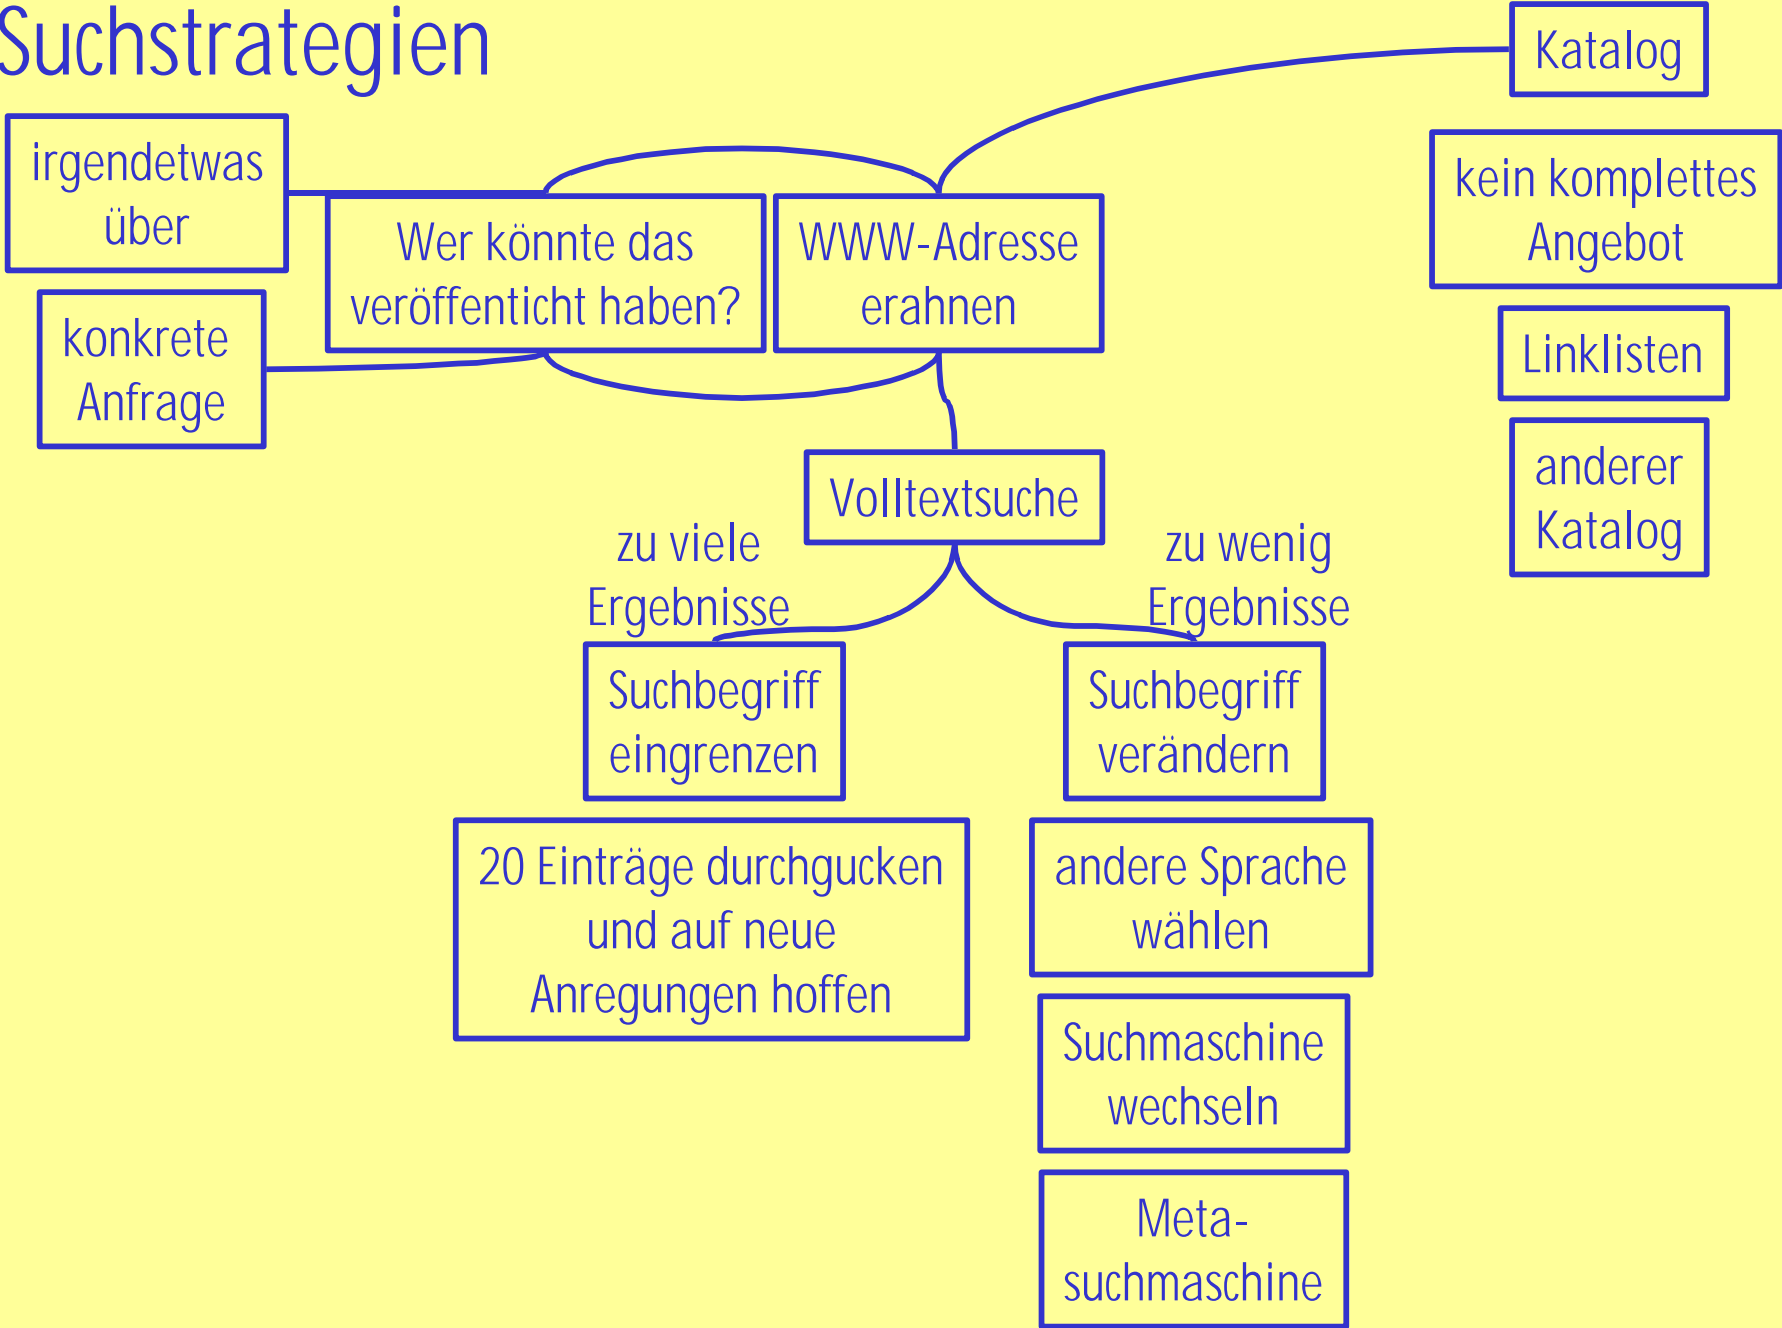 Suchstrategien
irgendetwas
über
konkrete
Anfrage
Wer könnte das
veröffenticht haben?
WWW-Adresse
erahnen
Katalog
kein komplettes
Angebot
Linklisten
anderer
Katalog
Volltextsuche
zu viele
Ergebnisse
Suchbegriff
eingrenzen
20 Einträge durchgucken
und auf neue
Anregungen hoffen
zu wenig
Ergebnisse
Suchbegriff
verändern
andere Sprache
wählen
Suchmaschine
wechseln
Meta-
suchmaschine